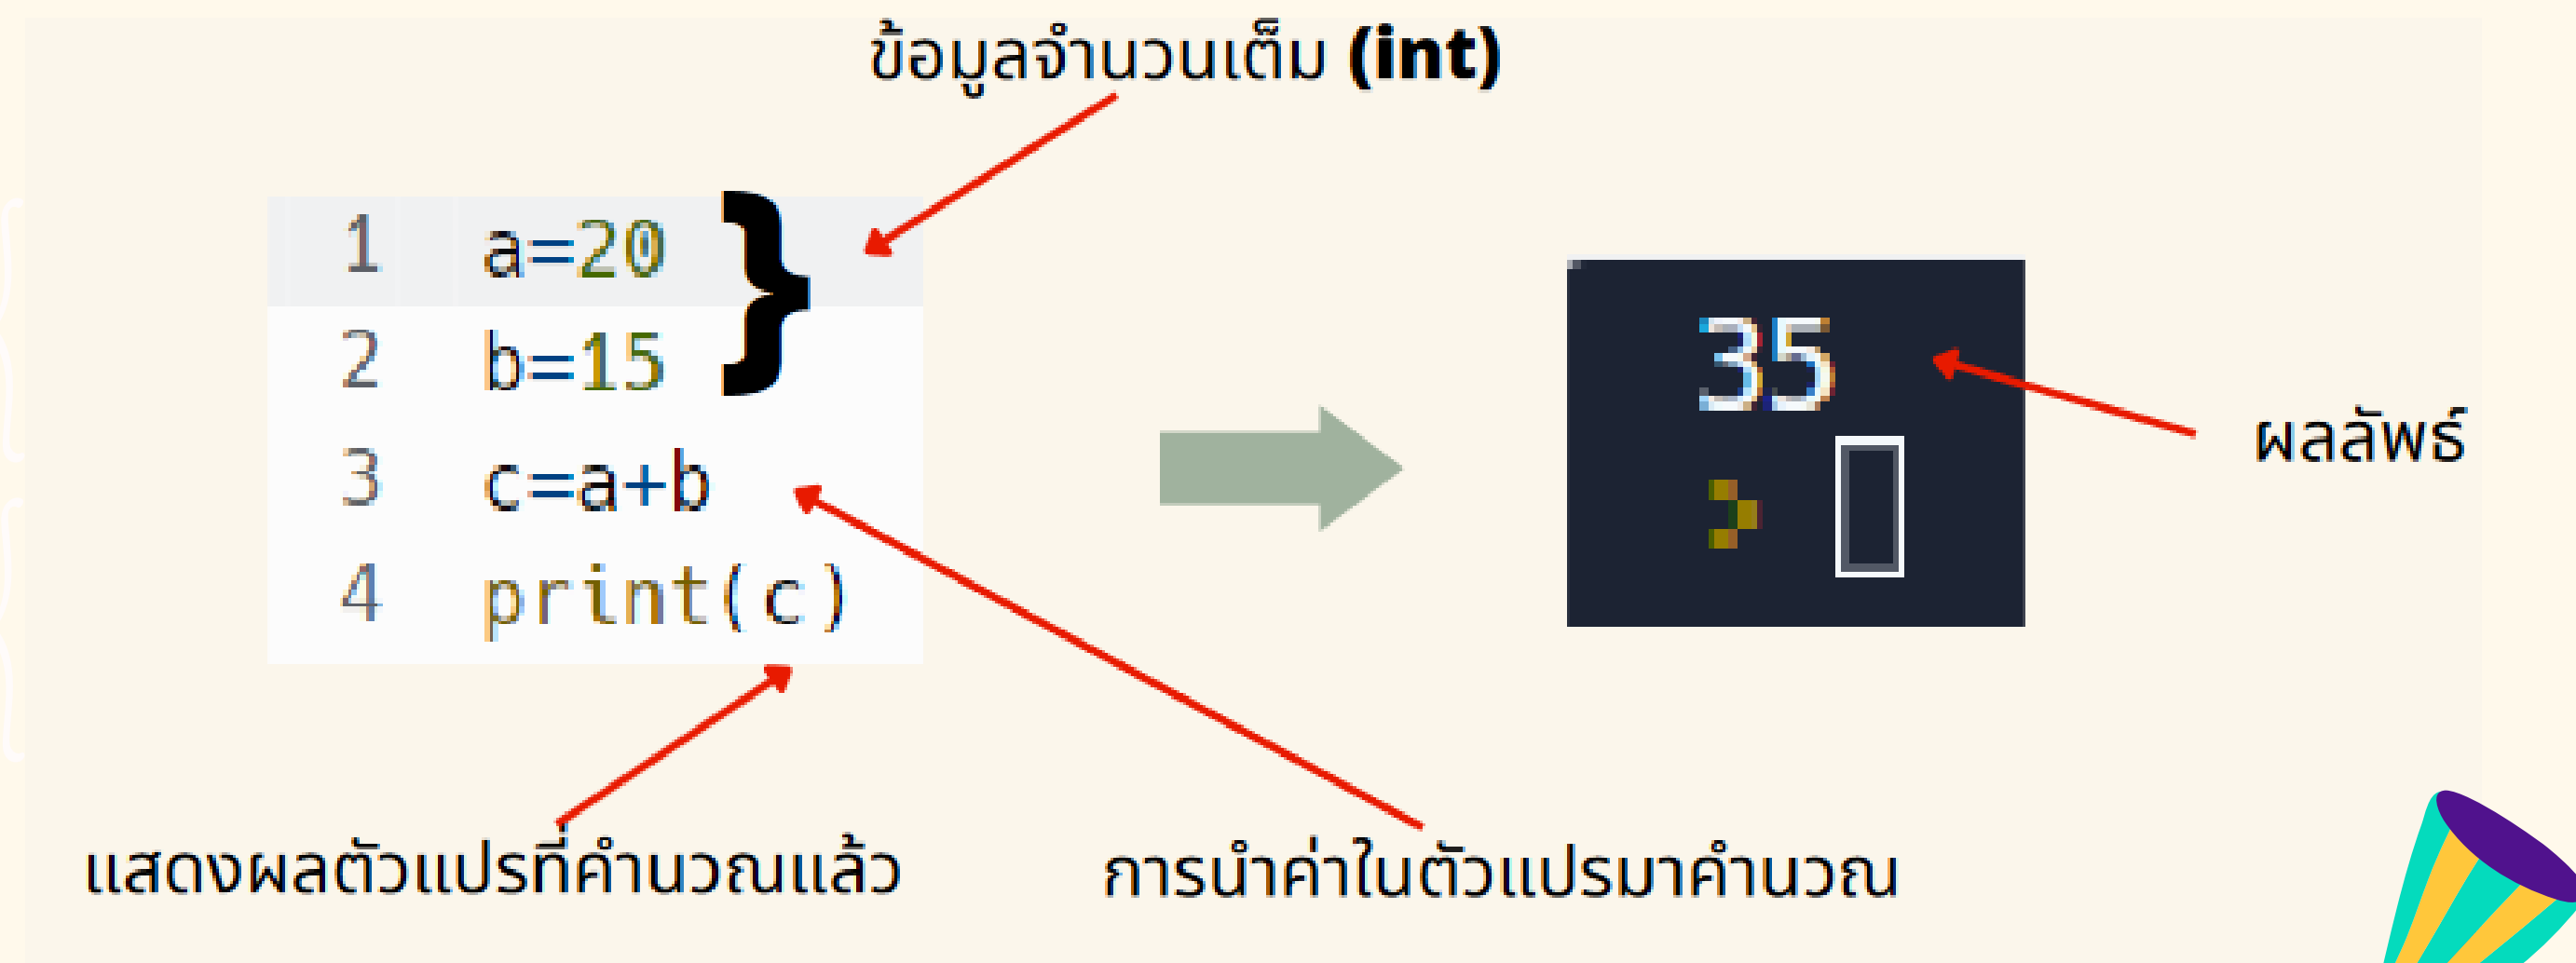 ข้อมูลจำนวนเต็ม (int)
1 a=20
2 b=15
3 c=a+b
4 print(c)
}
35
>
ผลลัพธ์
แสดงผลตัวแปรที่คำนวณแล้ว
การนำค่าในตัวแปรมาคำนวณ